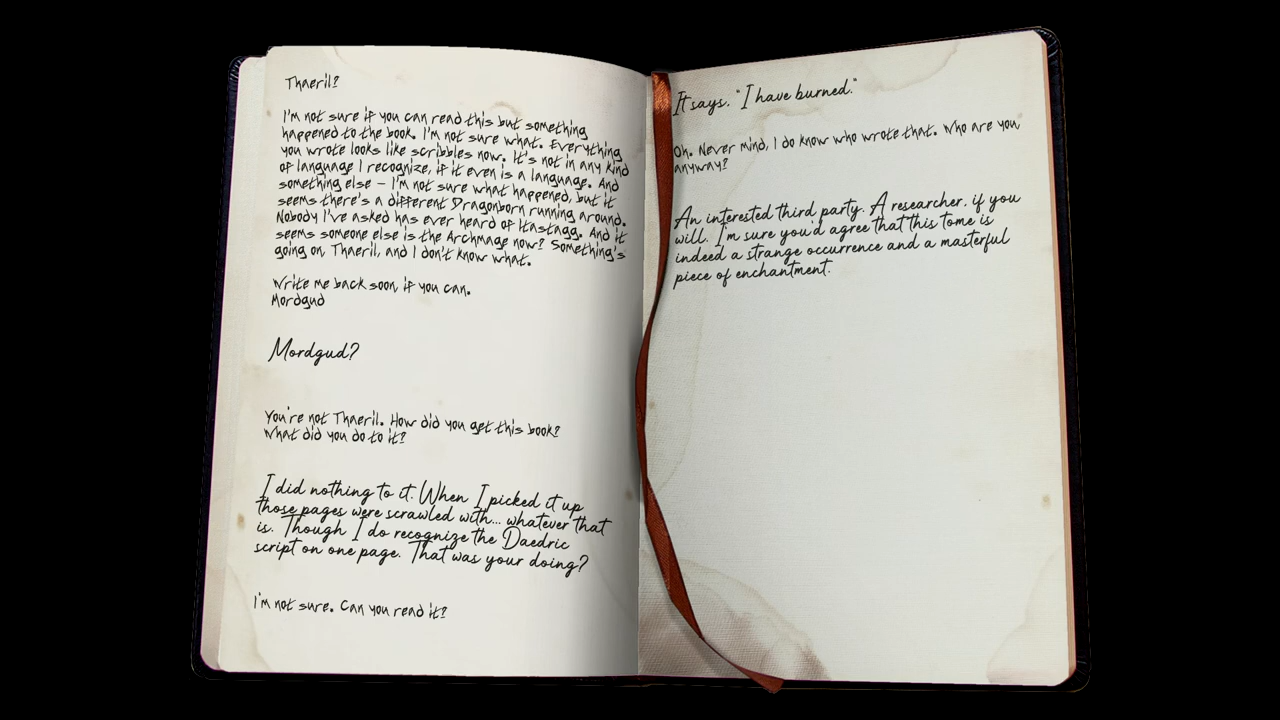 Thaeril?
I'm not sure if you can read this but something
happened to the book. I'm not sure what. Everything
you wrote looks like scribbles now. It's not in any kind
of language I recognize, if it even is a language. And
something else – I'm not sure what happened, but it
seems there's a different Dragonborn running around.
Nobody I've asked has ever heard of Hastagg. And it
seems someone else is the Archmage now? Something's
going on, Thaeril, and I don't know what.
Write me back soon if you can.
Mordgud
Mordgud?
You're not Thaeril. How did you get this book?
What did you do to it?
I did nothing to it. When I picked it up
those pages were scrawled with... whatever that
is. Though I do recognize the Daedric
script on one page. That was your doing?
I'm not sure. Can you read it?
It says, "I have burned."
Oh. Never mind, I do know who wrote that. Who are you
anyway?
An interested third party. A researcher, if you
will. I'm sure you'd agree that this tome is
indeed a strange occurrence and a masterful
piece of enchantment.